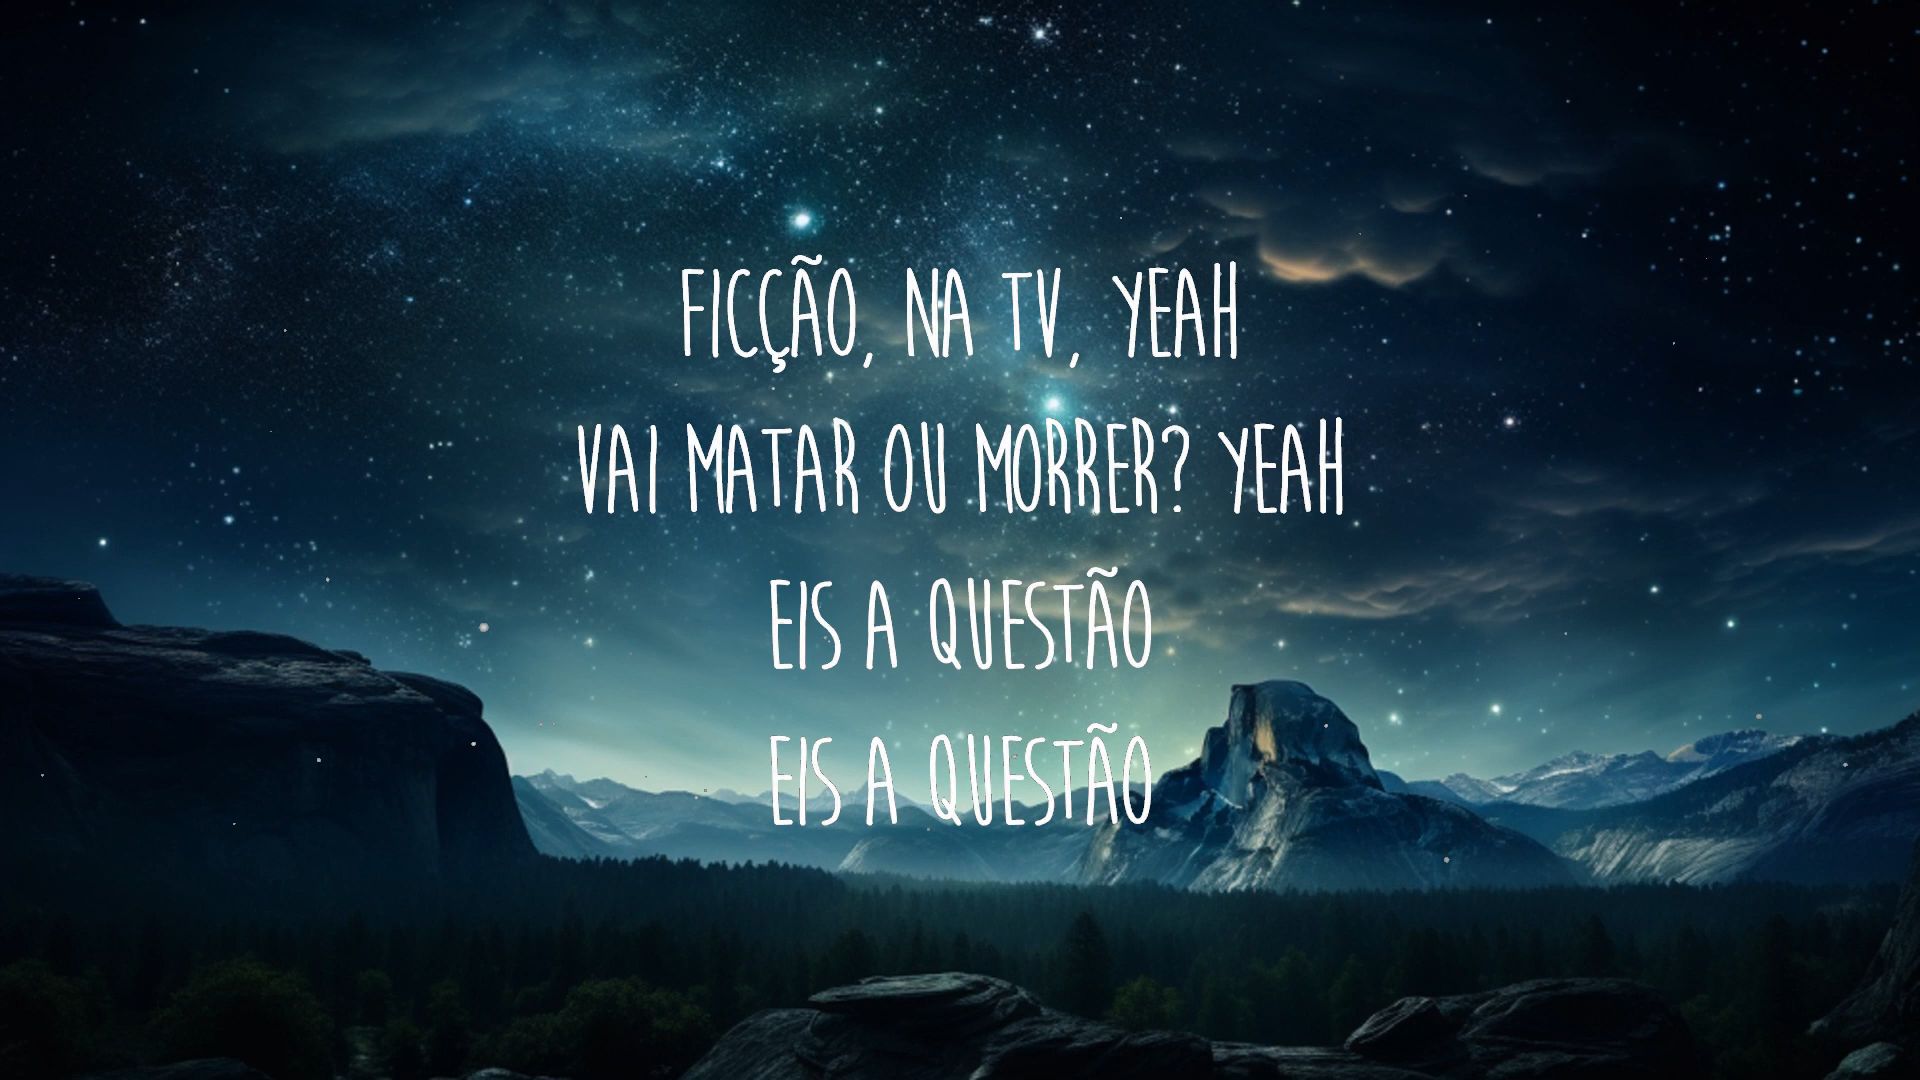 FICÇÃO, NA TV, YEAH
VAI MATAR OU MORRER? YEAH
EIS A QUESTÃO
EIS A QUESTÃO